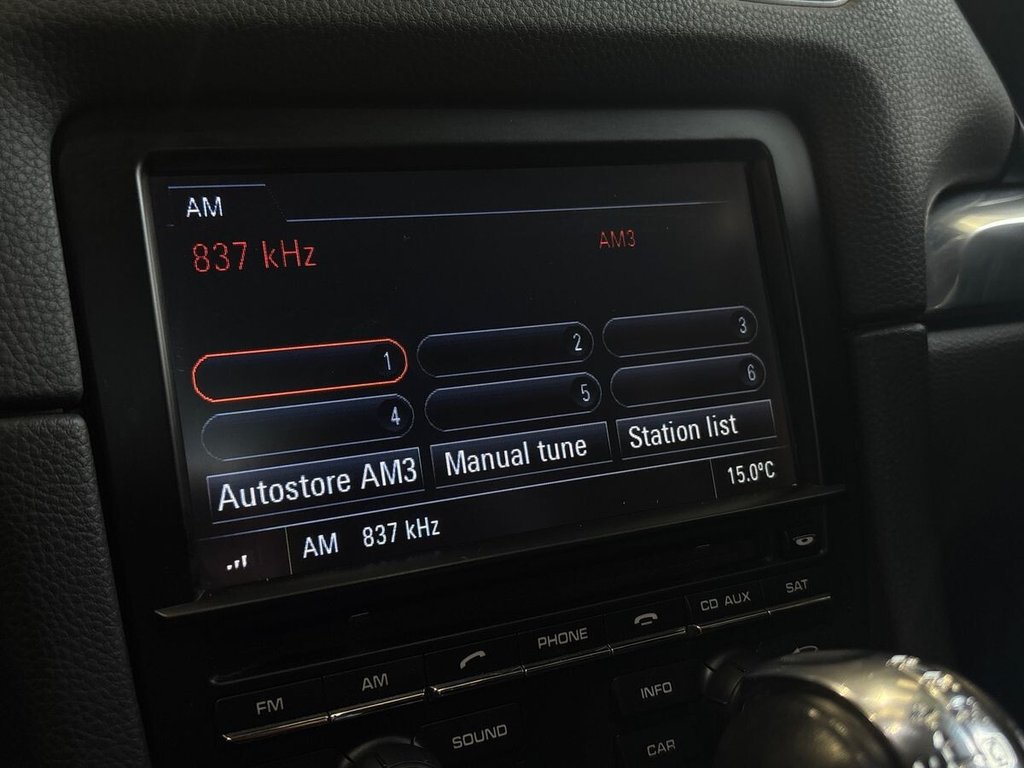 AM
837 kHz AM3
1 2 3
4 5 6
Autostore AM3 Manual tune Station list
AM 837 kHz 15.0°C
FM AM PHONE CD AUX SAT
SOUND INFO
CAR